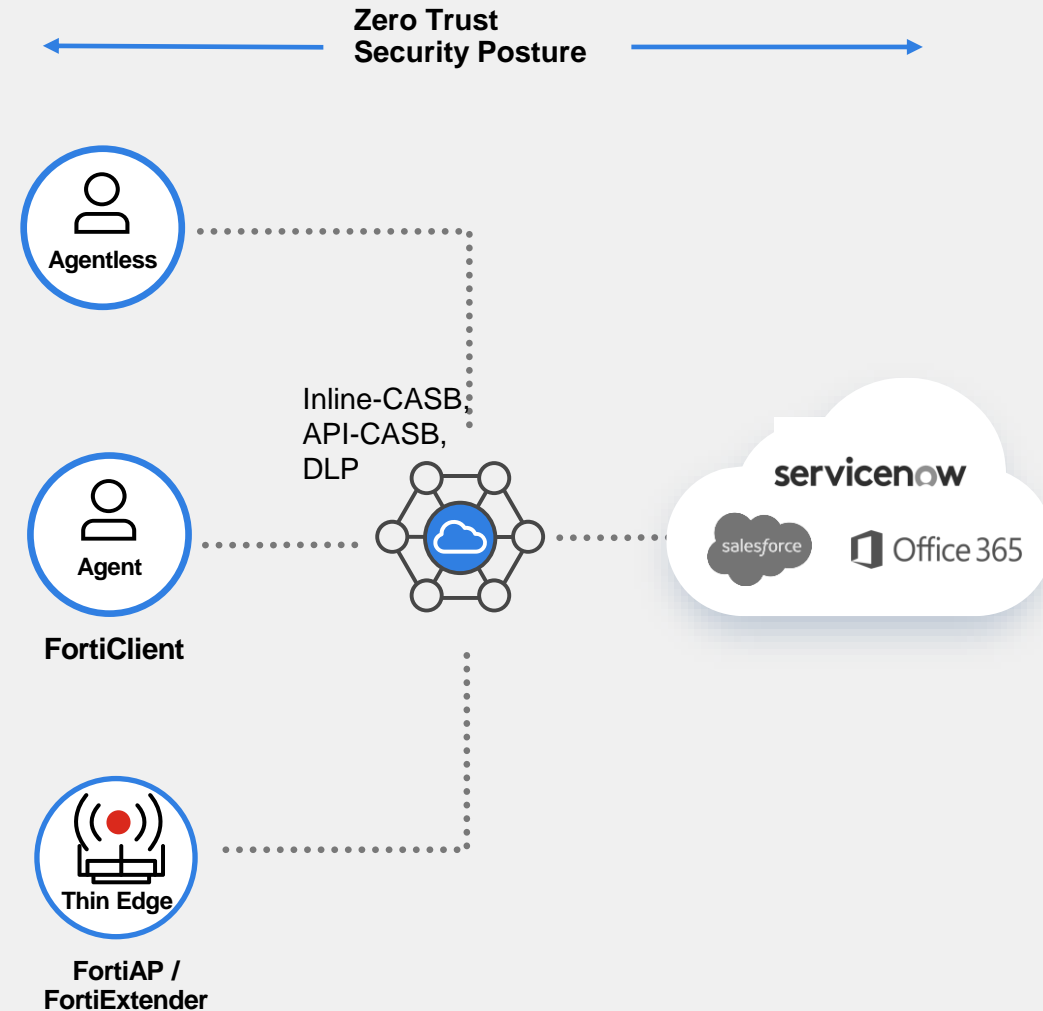 Zero Trust
Security Posture
Agentless
Inline-CASB,
API-CASB,
DLP
servicenow
salesforce
Office 365
Agent
FortiClient
Thin Edge
FortiAP /
FortiExtender